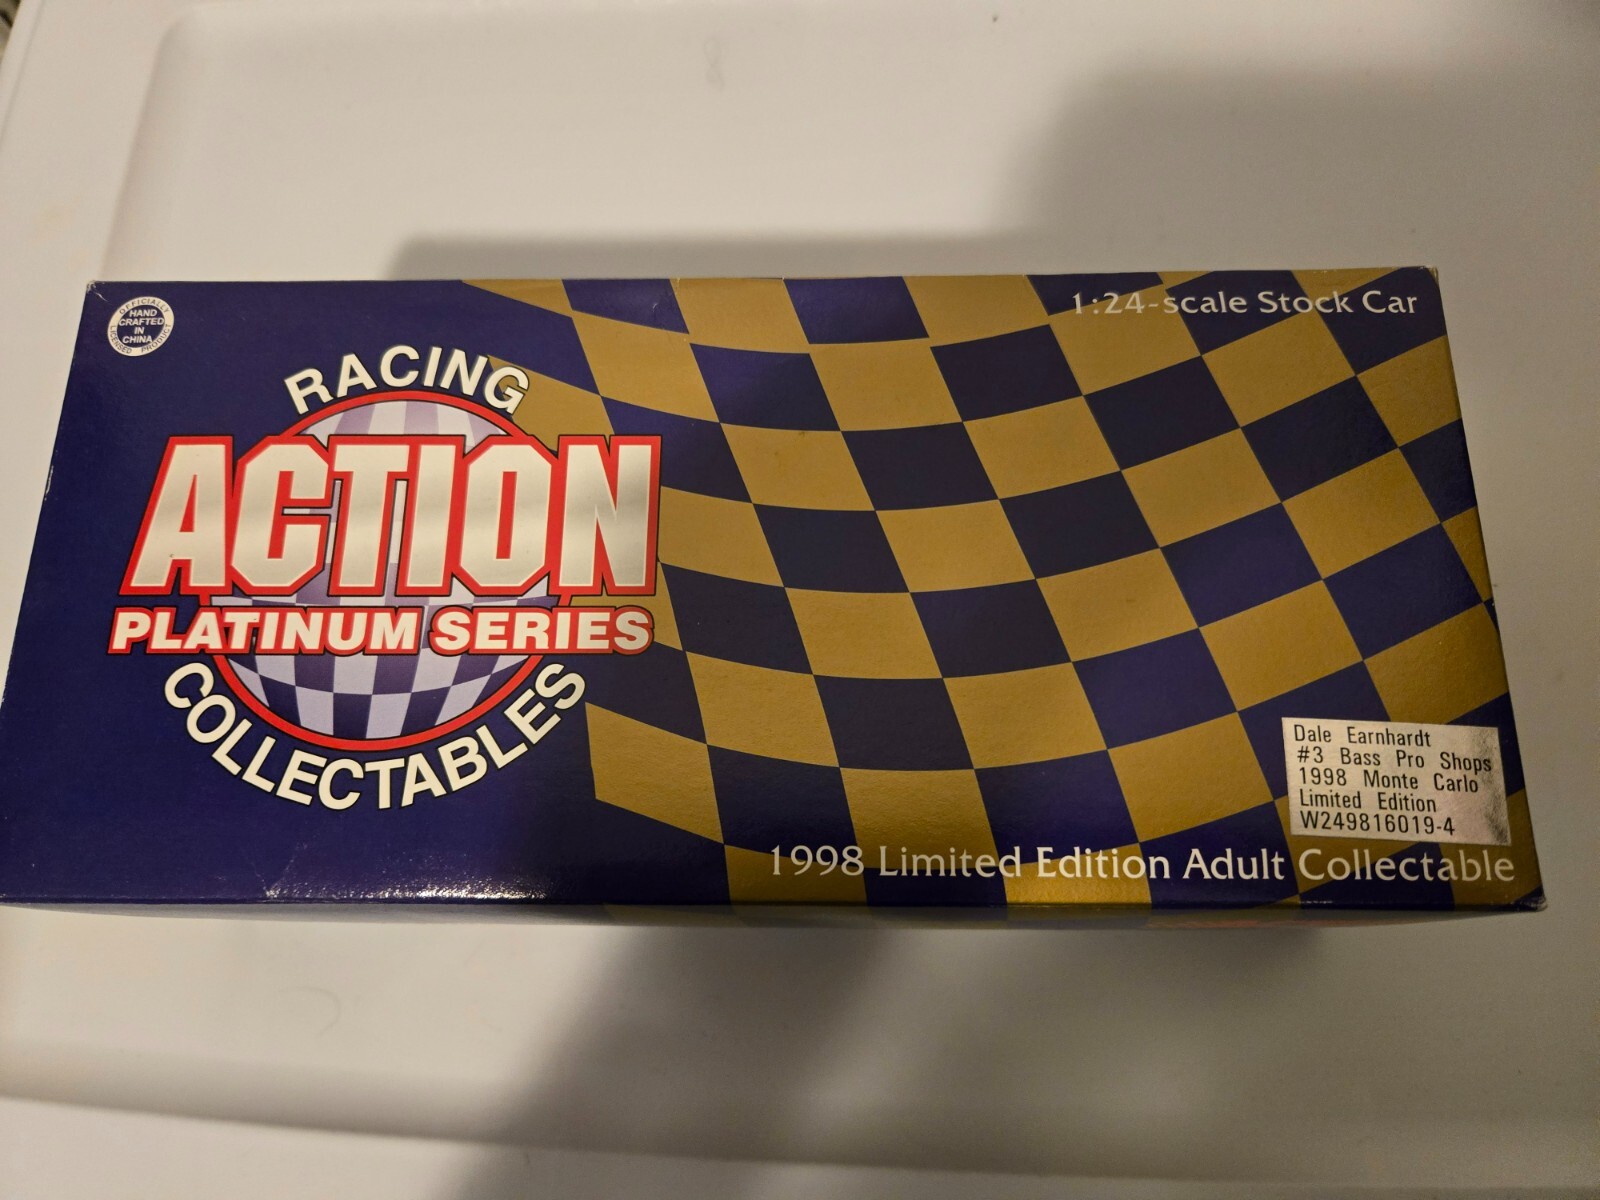 OFFICIALLY LICENSED PRODUCT
HAND
CRAFTED
IN
CHINA
1:24-scale Stock Car
RACING
ACTION
PLATINUM SERIES
COLLECTABLES
Dale Earnhardt
#3 Bass Pro Shops
1998 Monte Carlo
Limited Edition
W249816019-4
1998 Limited Edition Adult Collectable